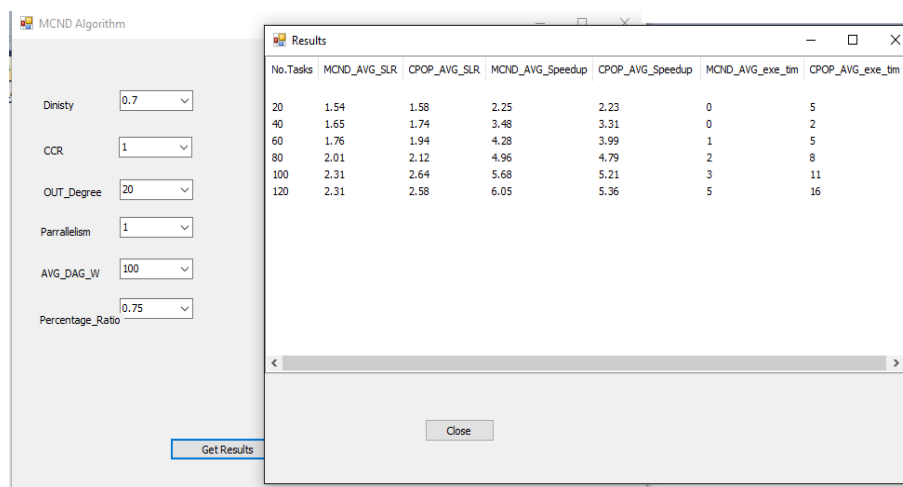 MCND Algorithm
Dinisty 0.7
CCR 1
OUT_Degree 20
Parrallelism 1
AVG_DAG_W 100
Percentage_Ratio 0.75
Get Results
Results
No.Tasks MCND_AVG_SLR CPOP_AVG_SLR MCND_AVG_Speedup CPOP_AVG_Speedup MCND_AVG_exe_tim CPOP_AVG_exe_tim
20 1.54 1.58 2.25 2.23 0 5
40 1.65 1.74 3.48 3.31 0 2
60 1.76 1.94 4.28 3.99 1 5
80 2.01 2.12 4.96 4.79 2 8
100 2.31 2.64 5.68 5.21 3 11
120 2.31 2.58 6.05 5.36 5 16
Close